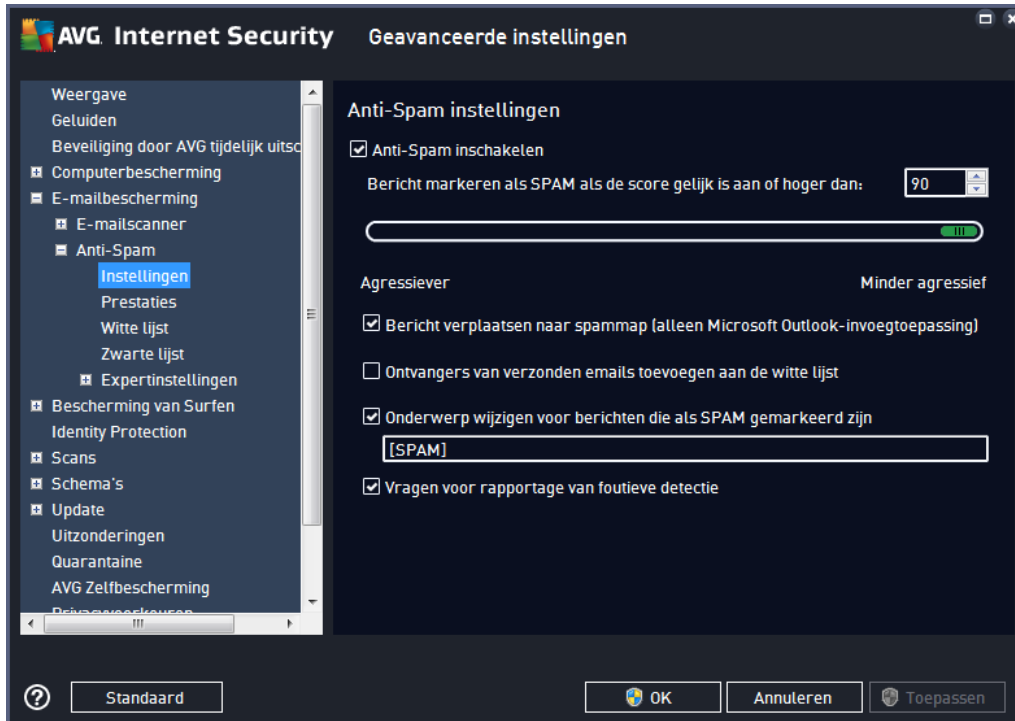 AVG. Internet Security Geavanceerde instellingen
Weergave
Geluiden
Beveiliging door AVG tijdelijk uitsc
Computerbescherming
E-mailbescherming
E-mailscanner
Anti-Spam
Instellingen
Prestaties
Witte lijst
Zwarte lijst
Expertinstellingen
Bescherming van Surfen
Identity Protection
Scans
Schema's
Update
Uitzonderingen
Quarantaine
AVG Zelfbescherming
Privacyvoorkeuren
Anti-Spam instellingen
Anti-Spam inschakelen
Bericht markeren als SPAM als de score gelijk is aan of hoger dan: 90
Agressiever Minder agressief
Bericht verplaatsen naar spammap (alleen Microsoft Outlook-invoegtoepassing)
Ontvangers van verzonden emails toevoegen aan de witte lijst
Onderwerp wijzigen voor berichten die als SPAM gemarkeerd zijn
[SPAM]
Vragen voor rapportage van foutieve detectie
? Standaard OK Annuleren Toepassen